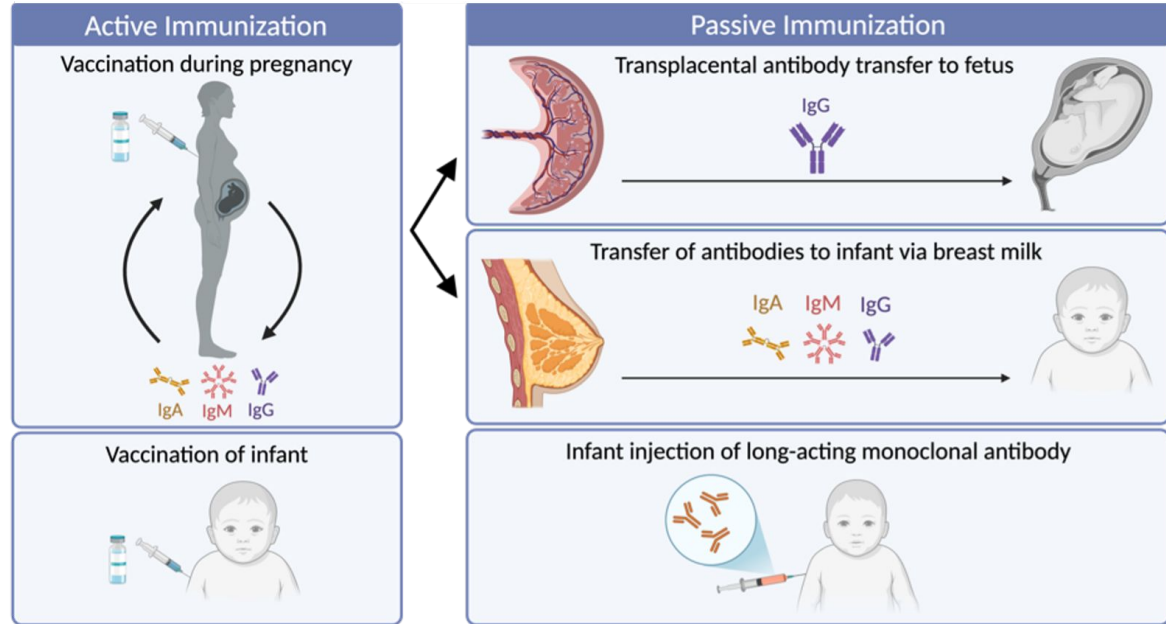 Active Immunization
Vaccination during pregnancy
IgA IgM IgG
Vaccination of infant
Passive Immunization
Transplacental antibody transfer to fetus
IgG
Transfer of antibodies to infant via breast milk
IgA IgM IgG
Infant injection of long-acting monoclonal antibody